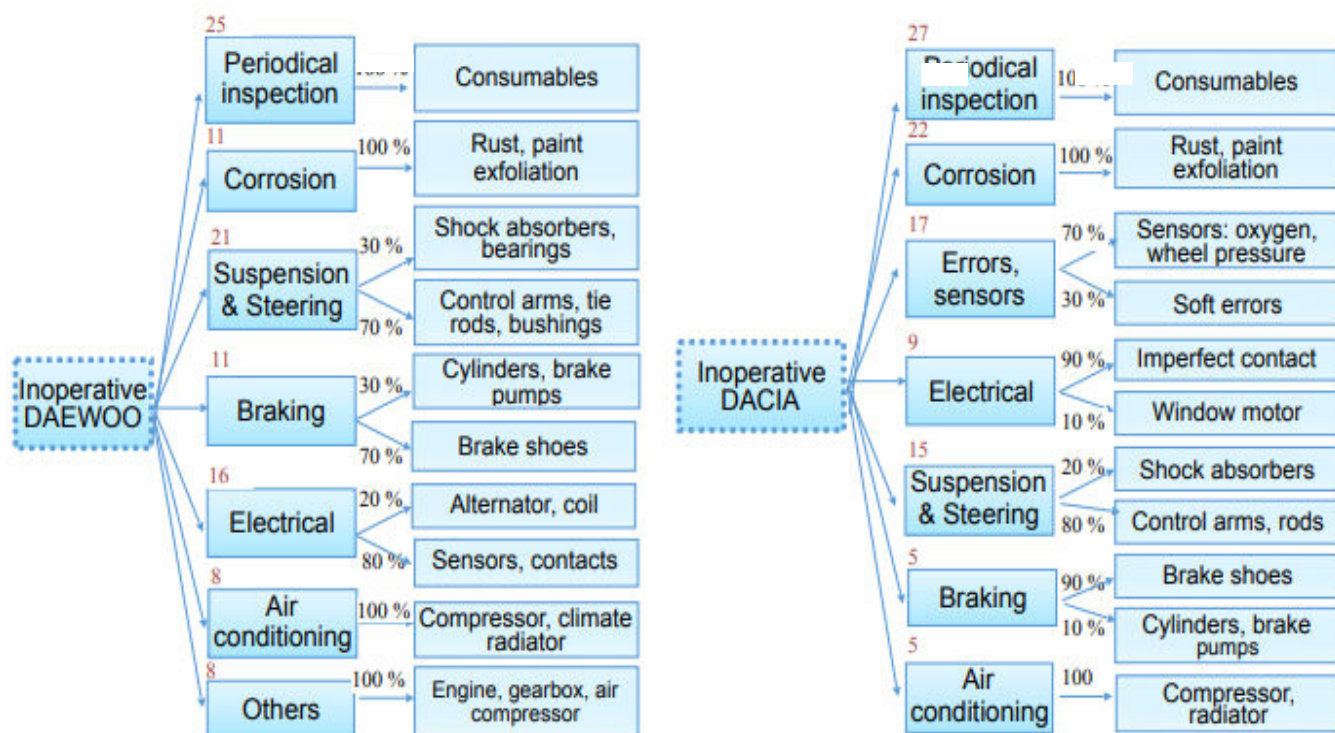 25
Periodical
inspection
100 %
Consumables
11
Corrosion
100 %
Rust, paint
exfoliation
21
Suspension
& Steering
30 %
Shock absorbers,
bearings
70 %
Control arms, tie
rods, bushings
Inoperative
DAEWOO
11
Braking
30 %
Cylinders, brake
pumps
70 %
Brake shoes
16
Electrical
20 %
Alternator, coil
80 %
Sensors, contacts
8
Air
conditioning
100 %
Compressor, climate
radiator
8
Others
100 %
Engine, gearbox, air
compressor
27
Periodical
inspection
Consumables
22
Corrosion
100 %
Rust, paint
exfoliation
17
Errors,
sensors
70 %
Sensors: oxygen,
wheel pressure
30 %
Soft errors
Inoperative
DACIA
9
Electrical
90 %
Imperfect contact
10 %
Window motor
15
Suspension
& Steering
20 %
Shock absorbers
80 %
Control arms, rods
5
Braking
90 %
Brake shoes
10 %
Cylinders, brake
pumps
5
Air
conditioning
100
Compressor,
radiator